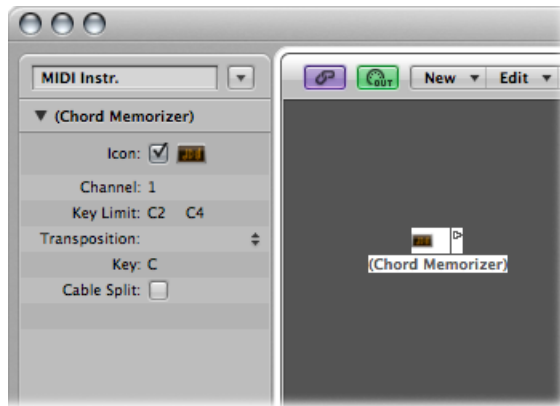 MIDI Instr.
(Chord Memorizer)
Icon:
Channel: 1
Key Limit: C2 C4
Transposition:
Key: C
Cable Split:
OUT New Edit
(Chord Memorizer)